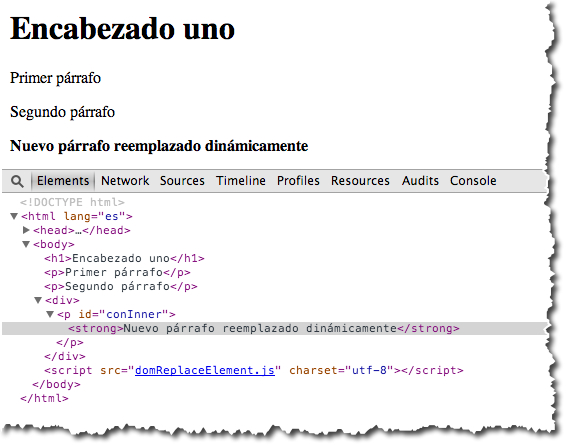 Encabezado uno
Primer párrafo
Segundo párrafo
Nuevo párrafo reemplazado dinámicamente
Elements Network Sources Timeline Profiles Resources Audits Console
<!DOCTYPE html>
<html lang="es">
<head>…</head>
<body>
<h1>Encabezado uno</h1>
<p>Primer párrafo</p>
<p>Segundo párrafo</p>
<div>
<p id="conInner">
<strong>Nuevo párrafo reemplazado dinámicamente</strong>
</p>
</div>
<script src="domReplaceElement.js" charset="utf-8"></script>
</body>
</html>